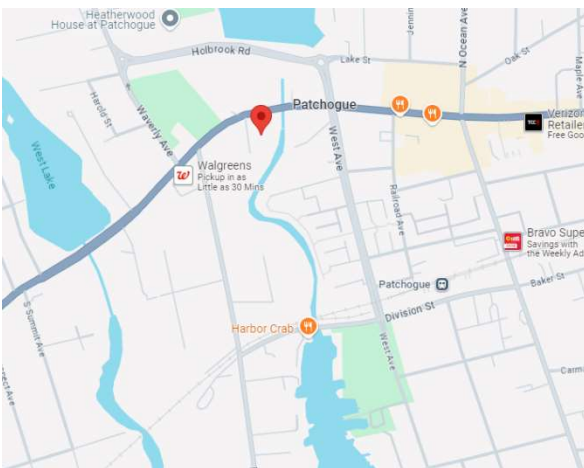 Heatherwood
House at Patchogue
Holbrook Rd
Lake St
N Ocean Ave
Oak St
Maple Ave
Harold St
Waverly Ave
Patchogue
West Lake
Walgreens
Pickup in as
Little as 30 Mins
West Ave
Railroad Ave
Verizon
Retailer
Free Goo
Bravo Supe
Savings with
the Weekly Ad
Patchogue
Baker St
Division St
Harbor Crab
S Summit Ave
West Ave
Carm